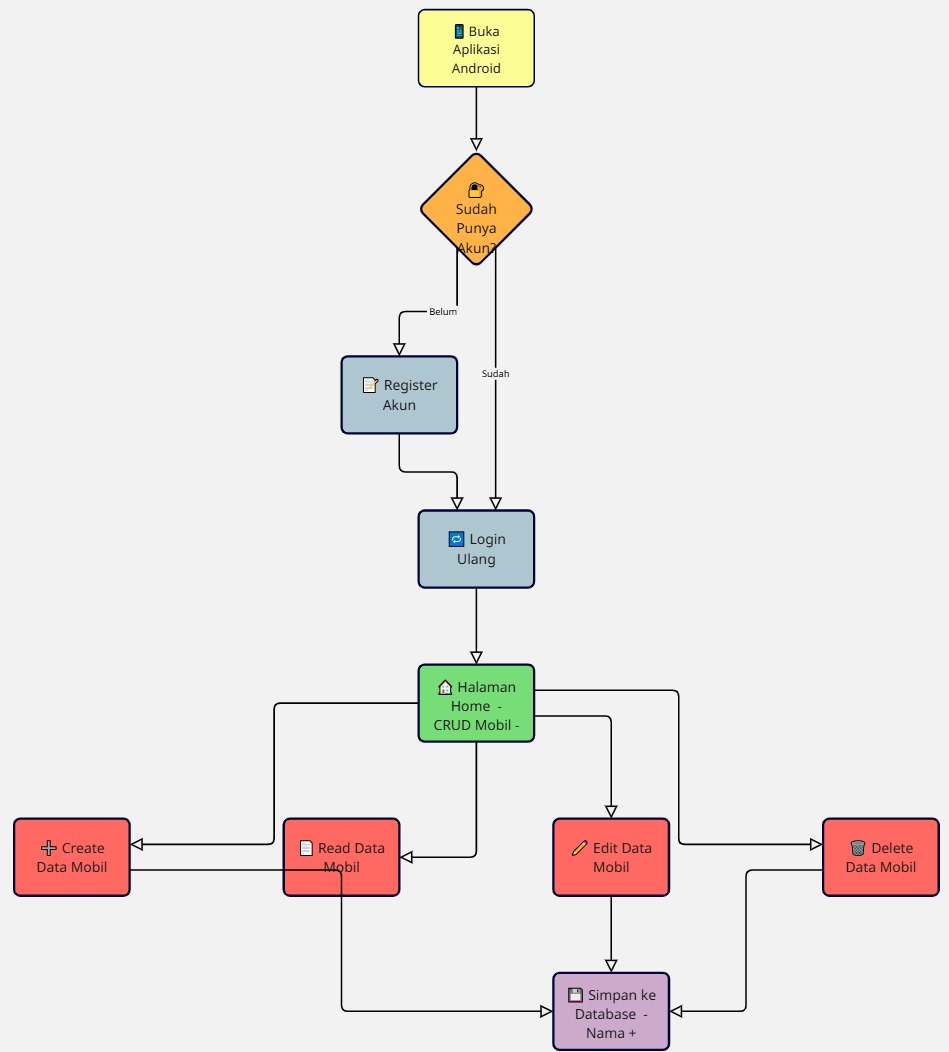 📱 Buka
Aplikasi
Android
🔐
Sudah
Punya
Akun?
Belum
📝 Register
Akun
Sudah
🔁 Login
Ulang
🏠 Halaman
Home  -
CRUD Mobil -
➕ Create
Data Mobil
📄 Read Data
Mobil
✏️ Edit Data
Mobil
🗑️ Delete
Data Mobil
💾 Simpan ke
Database  -
Nama +